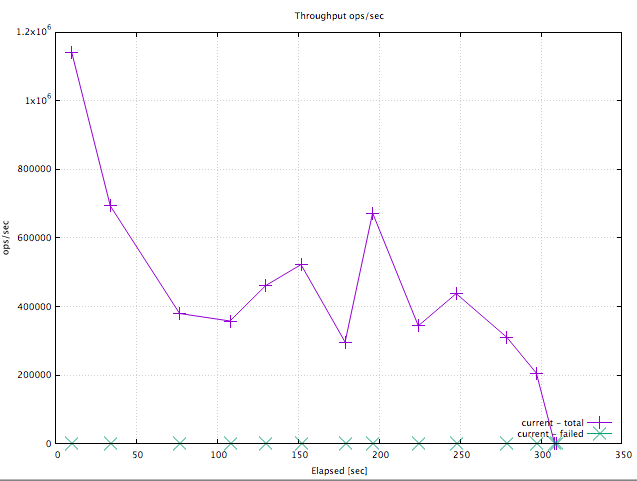 Throughput ops/sec
1.2x10^6
1x10^6
800000
600000
400000
200000
0
ops/sec
current - total
current - failed
0 50 100 150 200 250 300 350
Elapsed [sec]